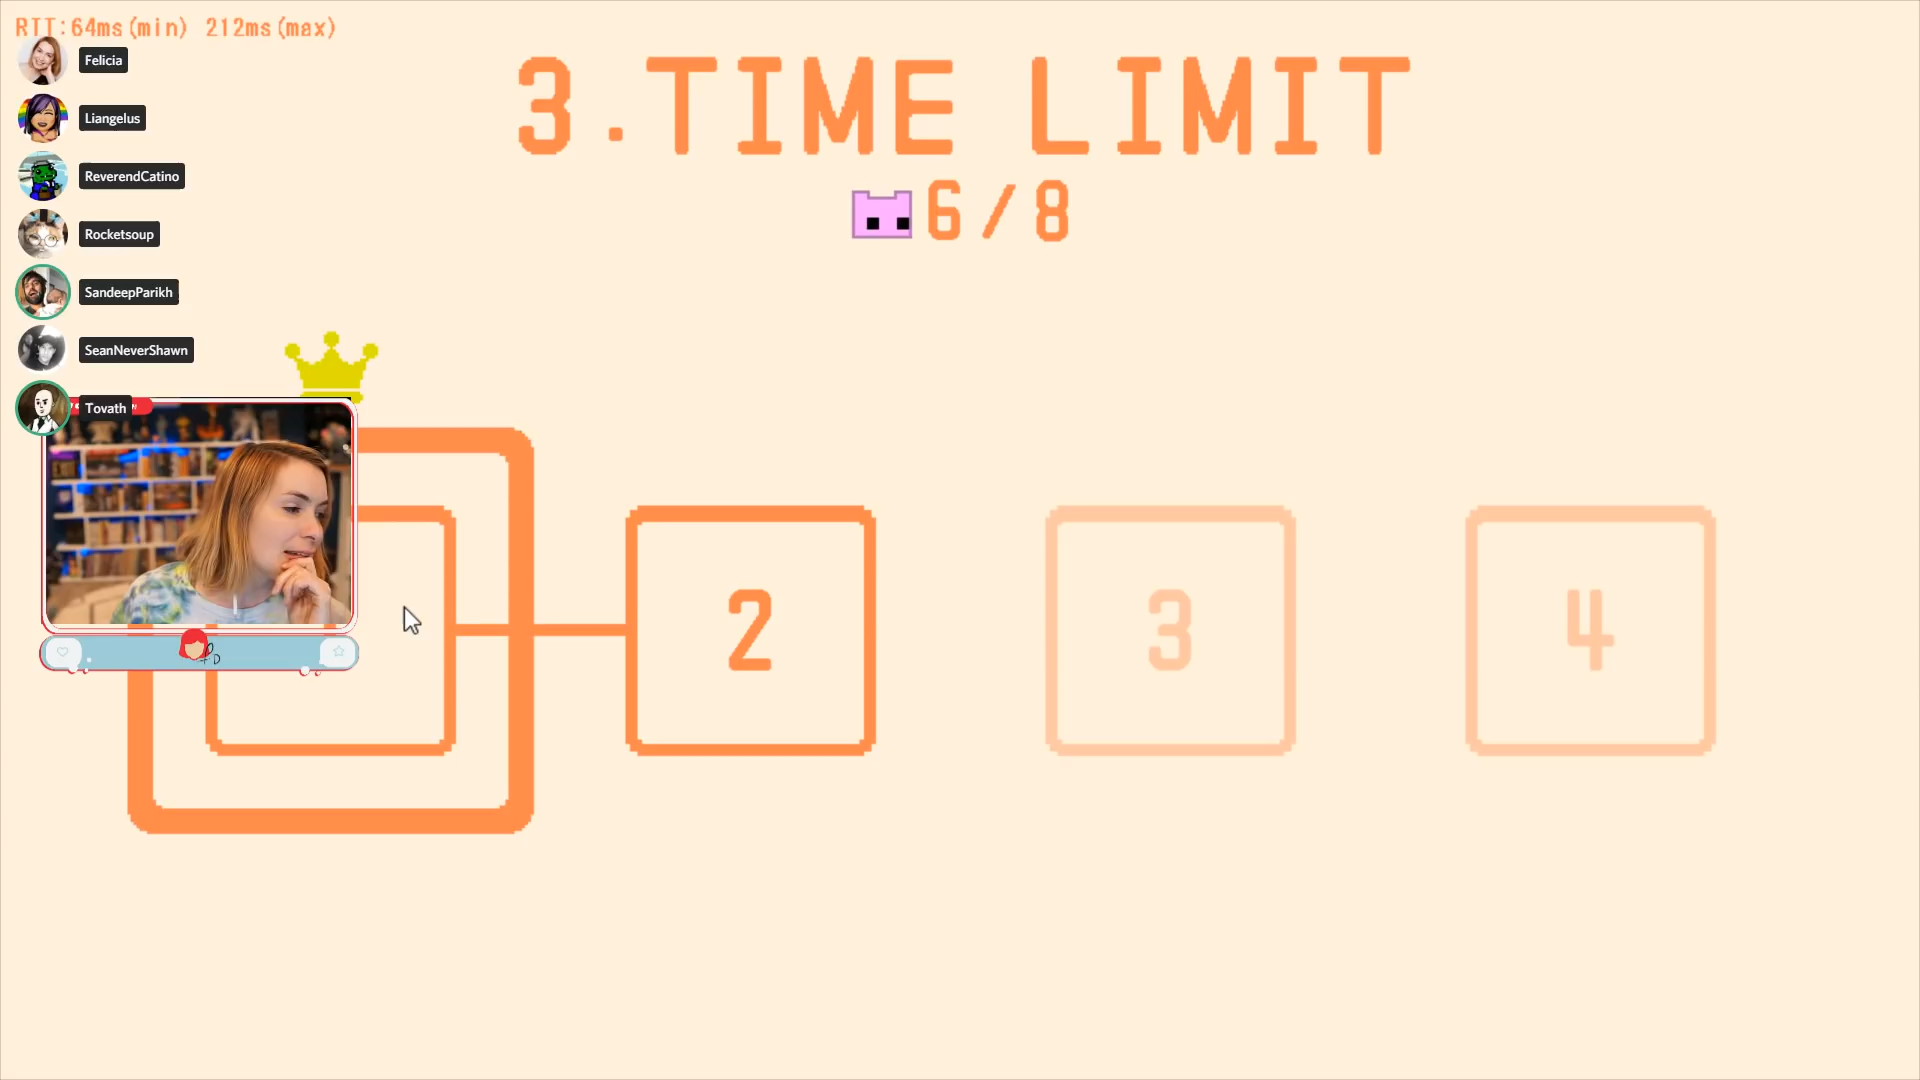 RTT:64ms(min) 212ms(max)
3.TIME LIMIT
6/8
Felicia
Liangelus
ReverendCatino
Rocketsoup
SandeepParikh
SeanNeverShawn
Tovath
2
3
4